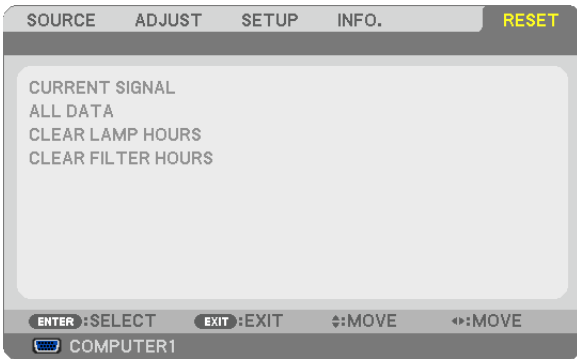 SOURCE ADJUST SETUP INFO. RESET
CURRENT SIGNAL
ALL DATA
CLEAR LAMP HOURS
CLEAR FILTER HOURS
ENTER :SELECT EXIT :EXIT :MOVE :MOVE
COMPUTER1